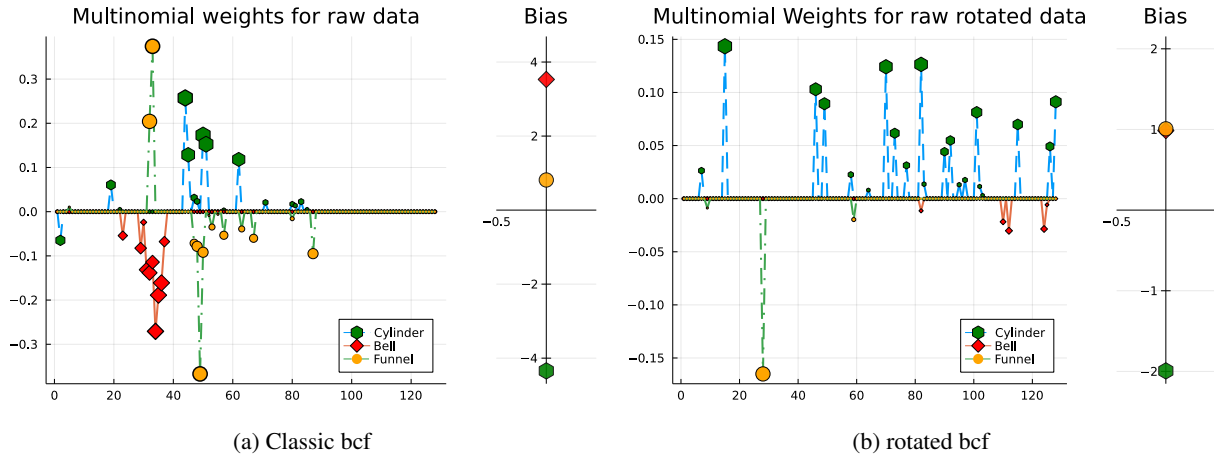 Multinomial weights for raw data
Bias
0.3
0.2
0.1
0.0
−0.1
−0.2
−0.3
0 20 40 60 80 100 120
Cylinder
Bell
Funnel
4
2
−0.5
−2
−4
(a) Classic bcf
Multinomial Weights for raw rotated data
Bias
0.15
0.10
0.05
0.00
−0.05
−0.10
−0.15
0 20 40 60 80 100 120
Cylinder
Bell
Funnel
2
1
−0.5
−1
−2
(b) rotated bcf